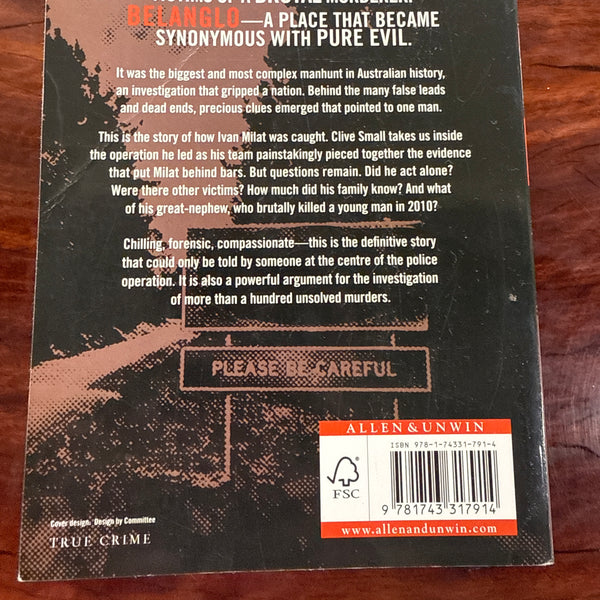 VICTIMS OF A BRUTAL MURDERER.
BELANGLO—A PLACE THAT BECAME
SYNONYMOUS WITH PURE EVIL.
It was the biggest and most complex manhunt in Australian history,
an investigation that gripped a nation. Behind the many false leads
and dead ends, precious clues emerged that pointed to one man.
This is the story of how Ivan Milat was caught. Clive Small takes us inside
the operation he led as his team painstakingly pieced together the evidence
that put Milat behind bars. But questions remain. Did he act alone?
Were there other victims? How much did his family know? And what
of his great-nephew, who brutally killed a young man in 2010?
Chilling, forensic, compassionate—this is the definitive story
that could only be told by someone at the centre of the police
operation. It is also a powerful argument for the investigation
of more than a hundred unsolved murders.
PLEASE BE CAREFUL
ALLEN & UNWIN
ISBN 978-1-74331-791-4
FSC
9 781743 317914
www.allenandunwin.com
Cover design: Design by Committee
TRUE CRIME